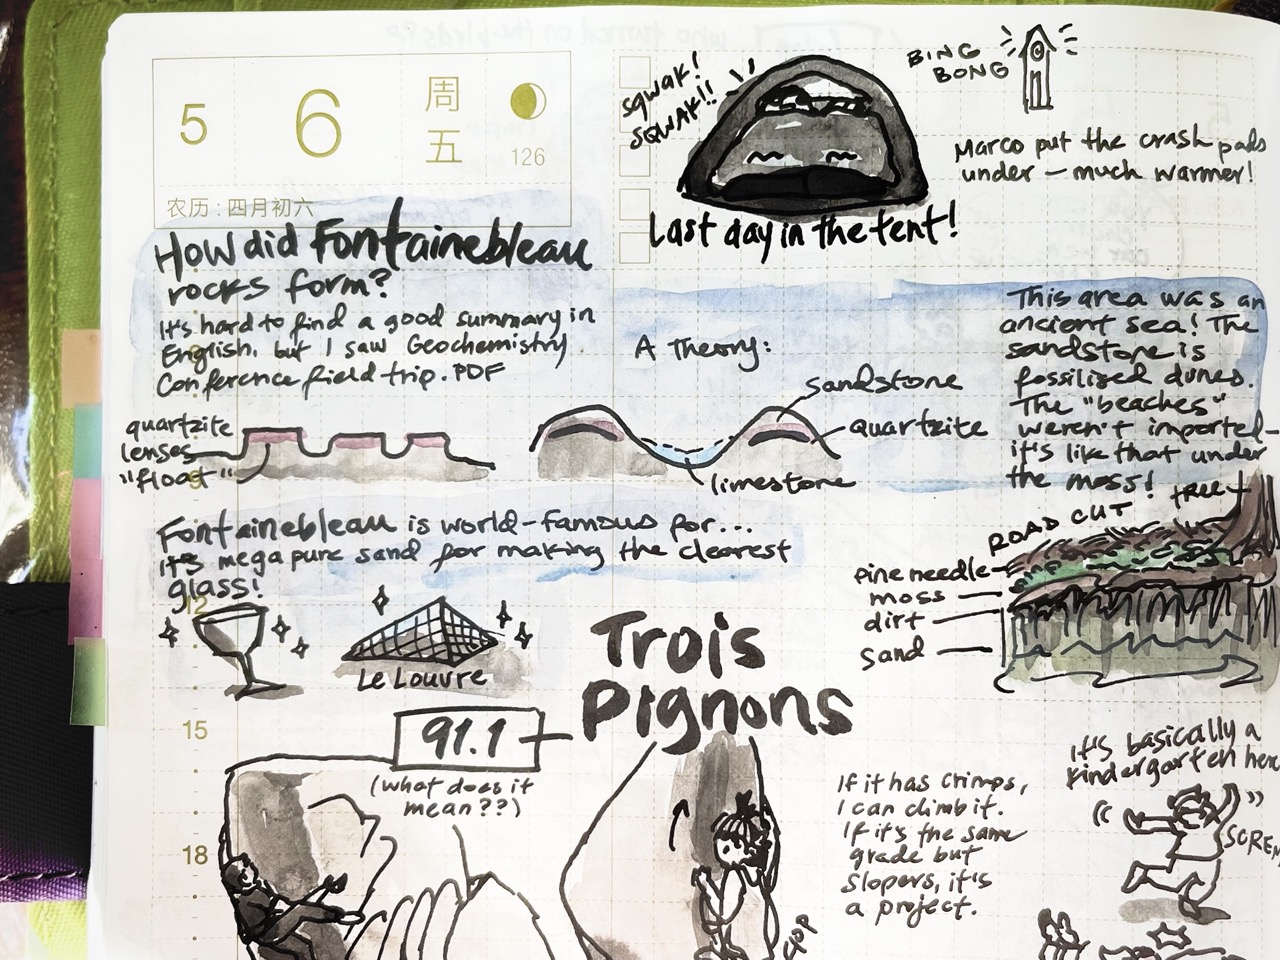 5 6 周五 126
农历:四月初六
SQWAK!
SQWAK!!
BING
BONG
Marco put the crash pads
under – much warmer!
Last day in the tent!
How did Fontainebleau
rocks form?
It's hard to find a good summary in
English, but I saw Geochemistry
Conference field trip.PDF
quartzite
lenses
"float"
A Theory:
sandstone
quartzite
limestone
This area was an
ancient sea! The
sandstone is
fossilized dunes.
The "beaches"
weren't imported–
it's like that under
the moss!
Fontainebleau is world-famous for...
It's mega pure sand for making the clearest
glass!
12
Le Louvre
ROAD CUT
tree
pine needle
moss
dirt
sand
Trois
Pignons
15
91.1
(what does it
mean??)
If it has crimps,
I can climb it.
If it's the same
grade but
slopers, it's
a project.
It's basically a
kindergarten here
18